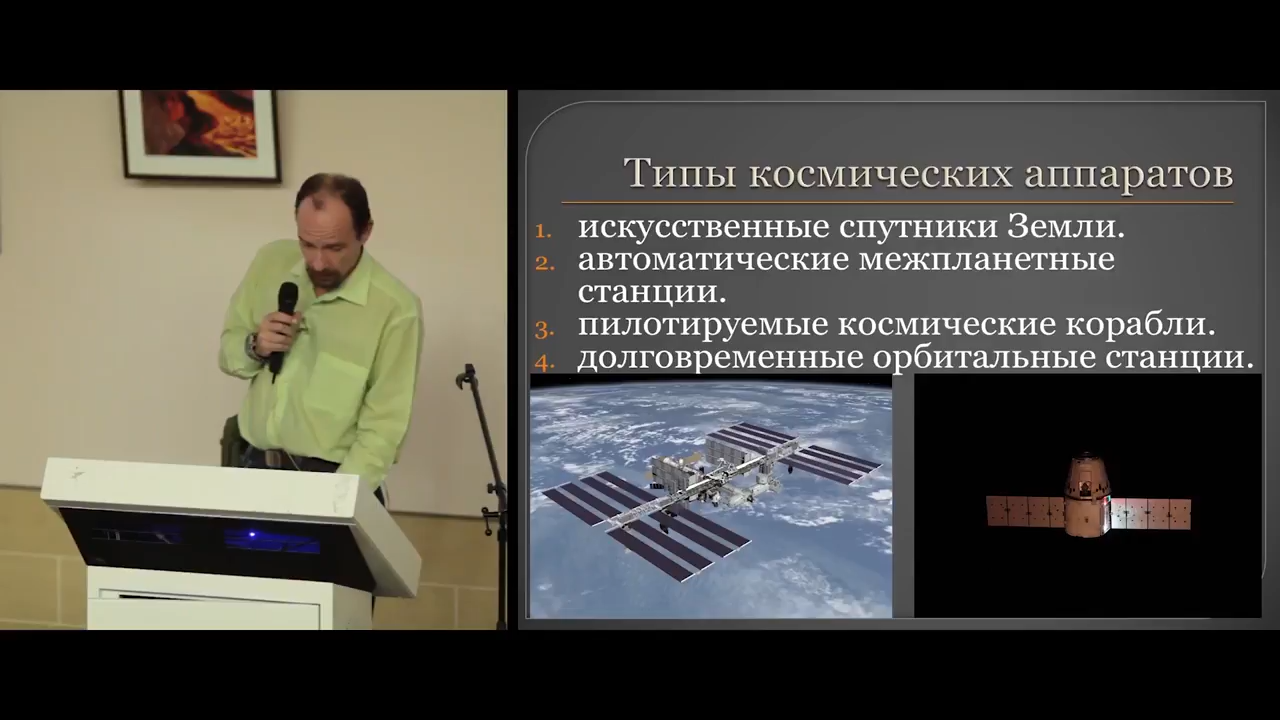 Типы космических аппаратов
1. искусственные спутники Земли.
2. автоматические межпланетные
станции.
3. пилотируемые космические корабли.
4. долговременные орбитальные станции.